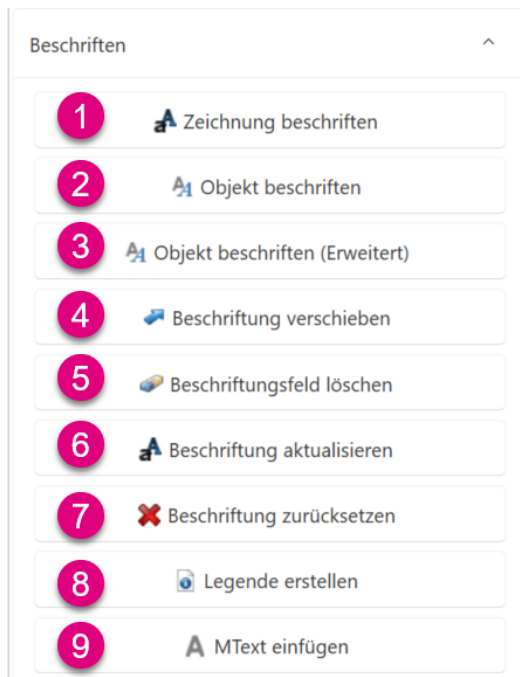 Beschriften
1 Zeichnung beschriften
2 Objekt beschriften
3 Objekt beschriften (Erweitert)
4 Beschriftung verschieben
5 Beschriftungsfeld löschen
6 Beschriftung aktualisieren
7 Beschriftung zurücksetzen
8 Legende erstellen
9 MText einfügen